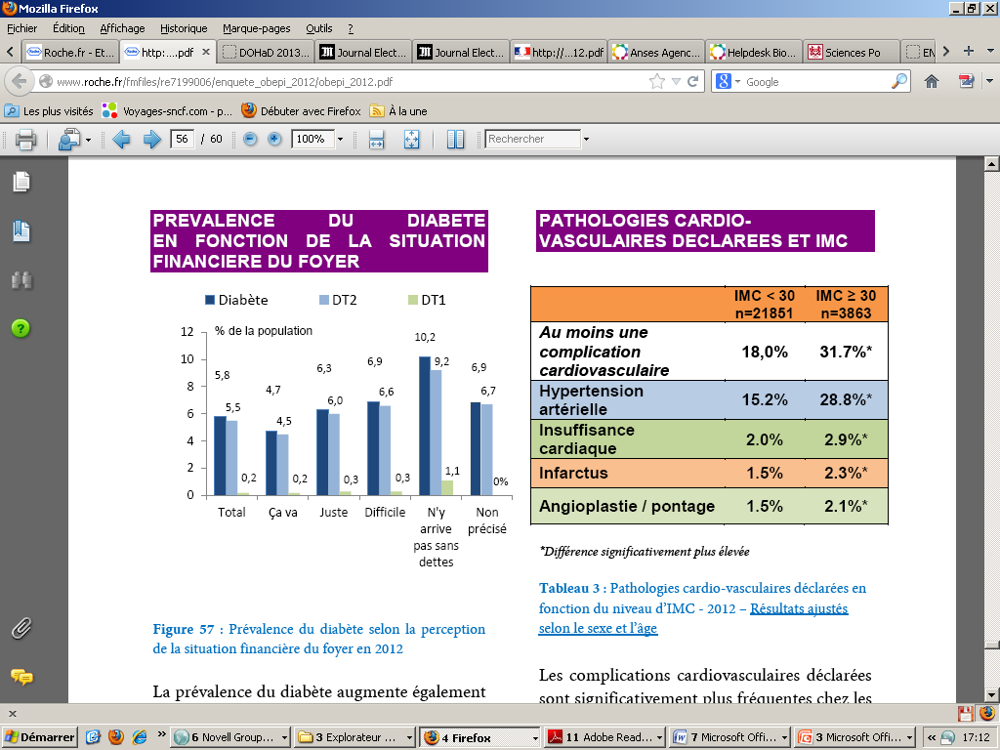 Mozilla Firefox
Fichier Édition Affichage Historique Marque-pages Outils ?
Roche.fr - Et... http:....pdf DOHaD 2013... Journal Elect... Journal Elect... http://...12.pdf Anses Agenc... Helpdesk Bio... Sciences Po EM
www.roche.fr/fmfiles/re7199006/enquete_obepi_2012/obepi_2012.pdf Google
Les plus visités Voyages-sncf.com - p... Débuter avec Firefox À la une
56 / 60 100% Rechercher
PREVALENCE DU DIABETE
EN FONCTION DE LA SITUATION
FINANCIERE DU FOYER
Diabète DT2 DT1
% de la population
12
10
8
6
4
2
0
5,8 5,5 0,2
4,7 4,5 0,2
6,3 6,0 0,3
6,9 6,6 0,3
10,2 9,2 1,1
6,9 6,7 0%
Total Ça va Juste Difficile N'y arrive pas sans dettes Non précisé
Figure 57 : Prévalence du diabète selon la perception
de la situation financière du foyer en 2012
La prévalence du diabète augmente également
PATHOLOGIES CARDIO-
VASCULAIRES DECLAREES ET IMC
IMC < 30 IMC ≥ 30
n=21851 n=3863
Au moins une
complication 18,0% 31.7%*
cardiovasculaire
Hypertension
artérielle 15.2% 28.8%*
Insuffisance
cardiaque 2.0% 2.9%*
Infarctus 1.5% 2.3%*
Angioplastie / pontage 1.5% 2.1%*
*Différence significativement plus élevée
Tableau 3 : Pathologies cardio-vasculaires déclarées en
fonction du niveau d'IMC - 2012 – Résultats ajustés
selon le sexe et l'âge
Les complications cardiovasculaires déclarées
sont significativement plus fréquentes chez les
Démarrer » 6 Novell Group... 3 Explorateur ... 4 Firefox 11 Adobe Read... 7 Microsoft Offi... 3 Microsoft Offi... « 17:12